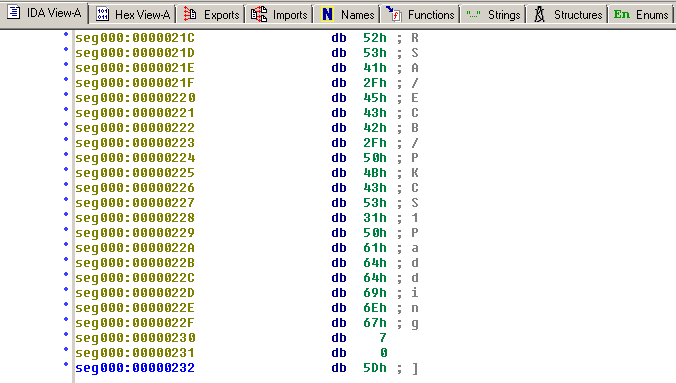 IDA View-A Hex View-A Exports Imports N Names Functions "..." Strings Structures En Enums
seg000:0000021C db 52h ; R
seg000:0000021D db 53h ; S
seg000:0000021E db 41h ; A
seg000:0000021F db 2Fh ; /
seg000:00000220 db 45h ; E
seg000:00000221 db 43h ; C
seg000:00000222 db 42h ; B
seg000:00000223 db 2Fh ; /
seg000:00000224 db 50h ; P
seg000:00000225 db 4Bh ; K
seg000:00000226 db 43h ; C
seg000:00000227 db 53h ; S
seg000:00000228 db 31h ; 1
seg000:00000229 db 50h ; P
seg000:0000022A db 61h ; a
seg000:0000022B db 64h ; d
seg000:0000022C db 64h ; d
seg000:0000022D db 69h ; i
seg000:0000022E db 6Eh ; n
seg000:0000022F db 67h ; g
seg000:00000230 db 7
seg000:00000231 db 0
seg000:00000232 db 5Dh ; ]